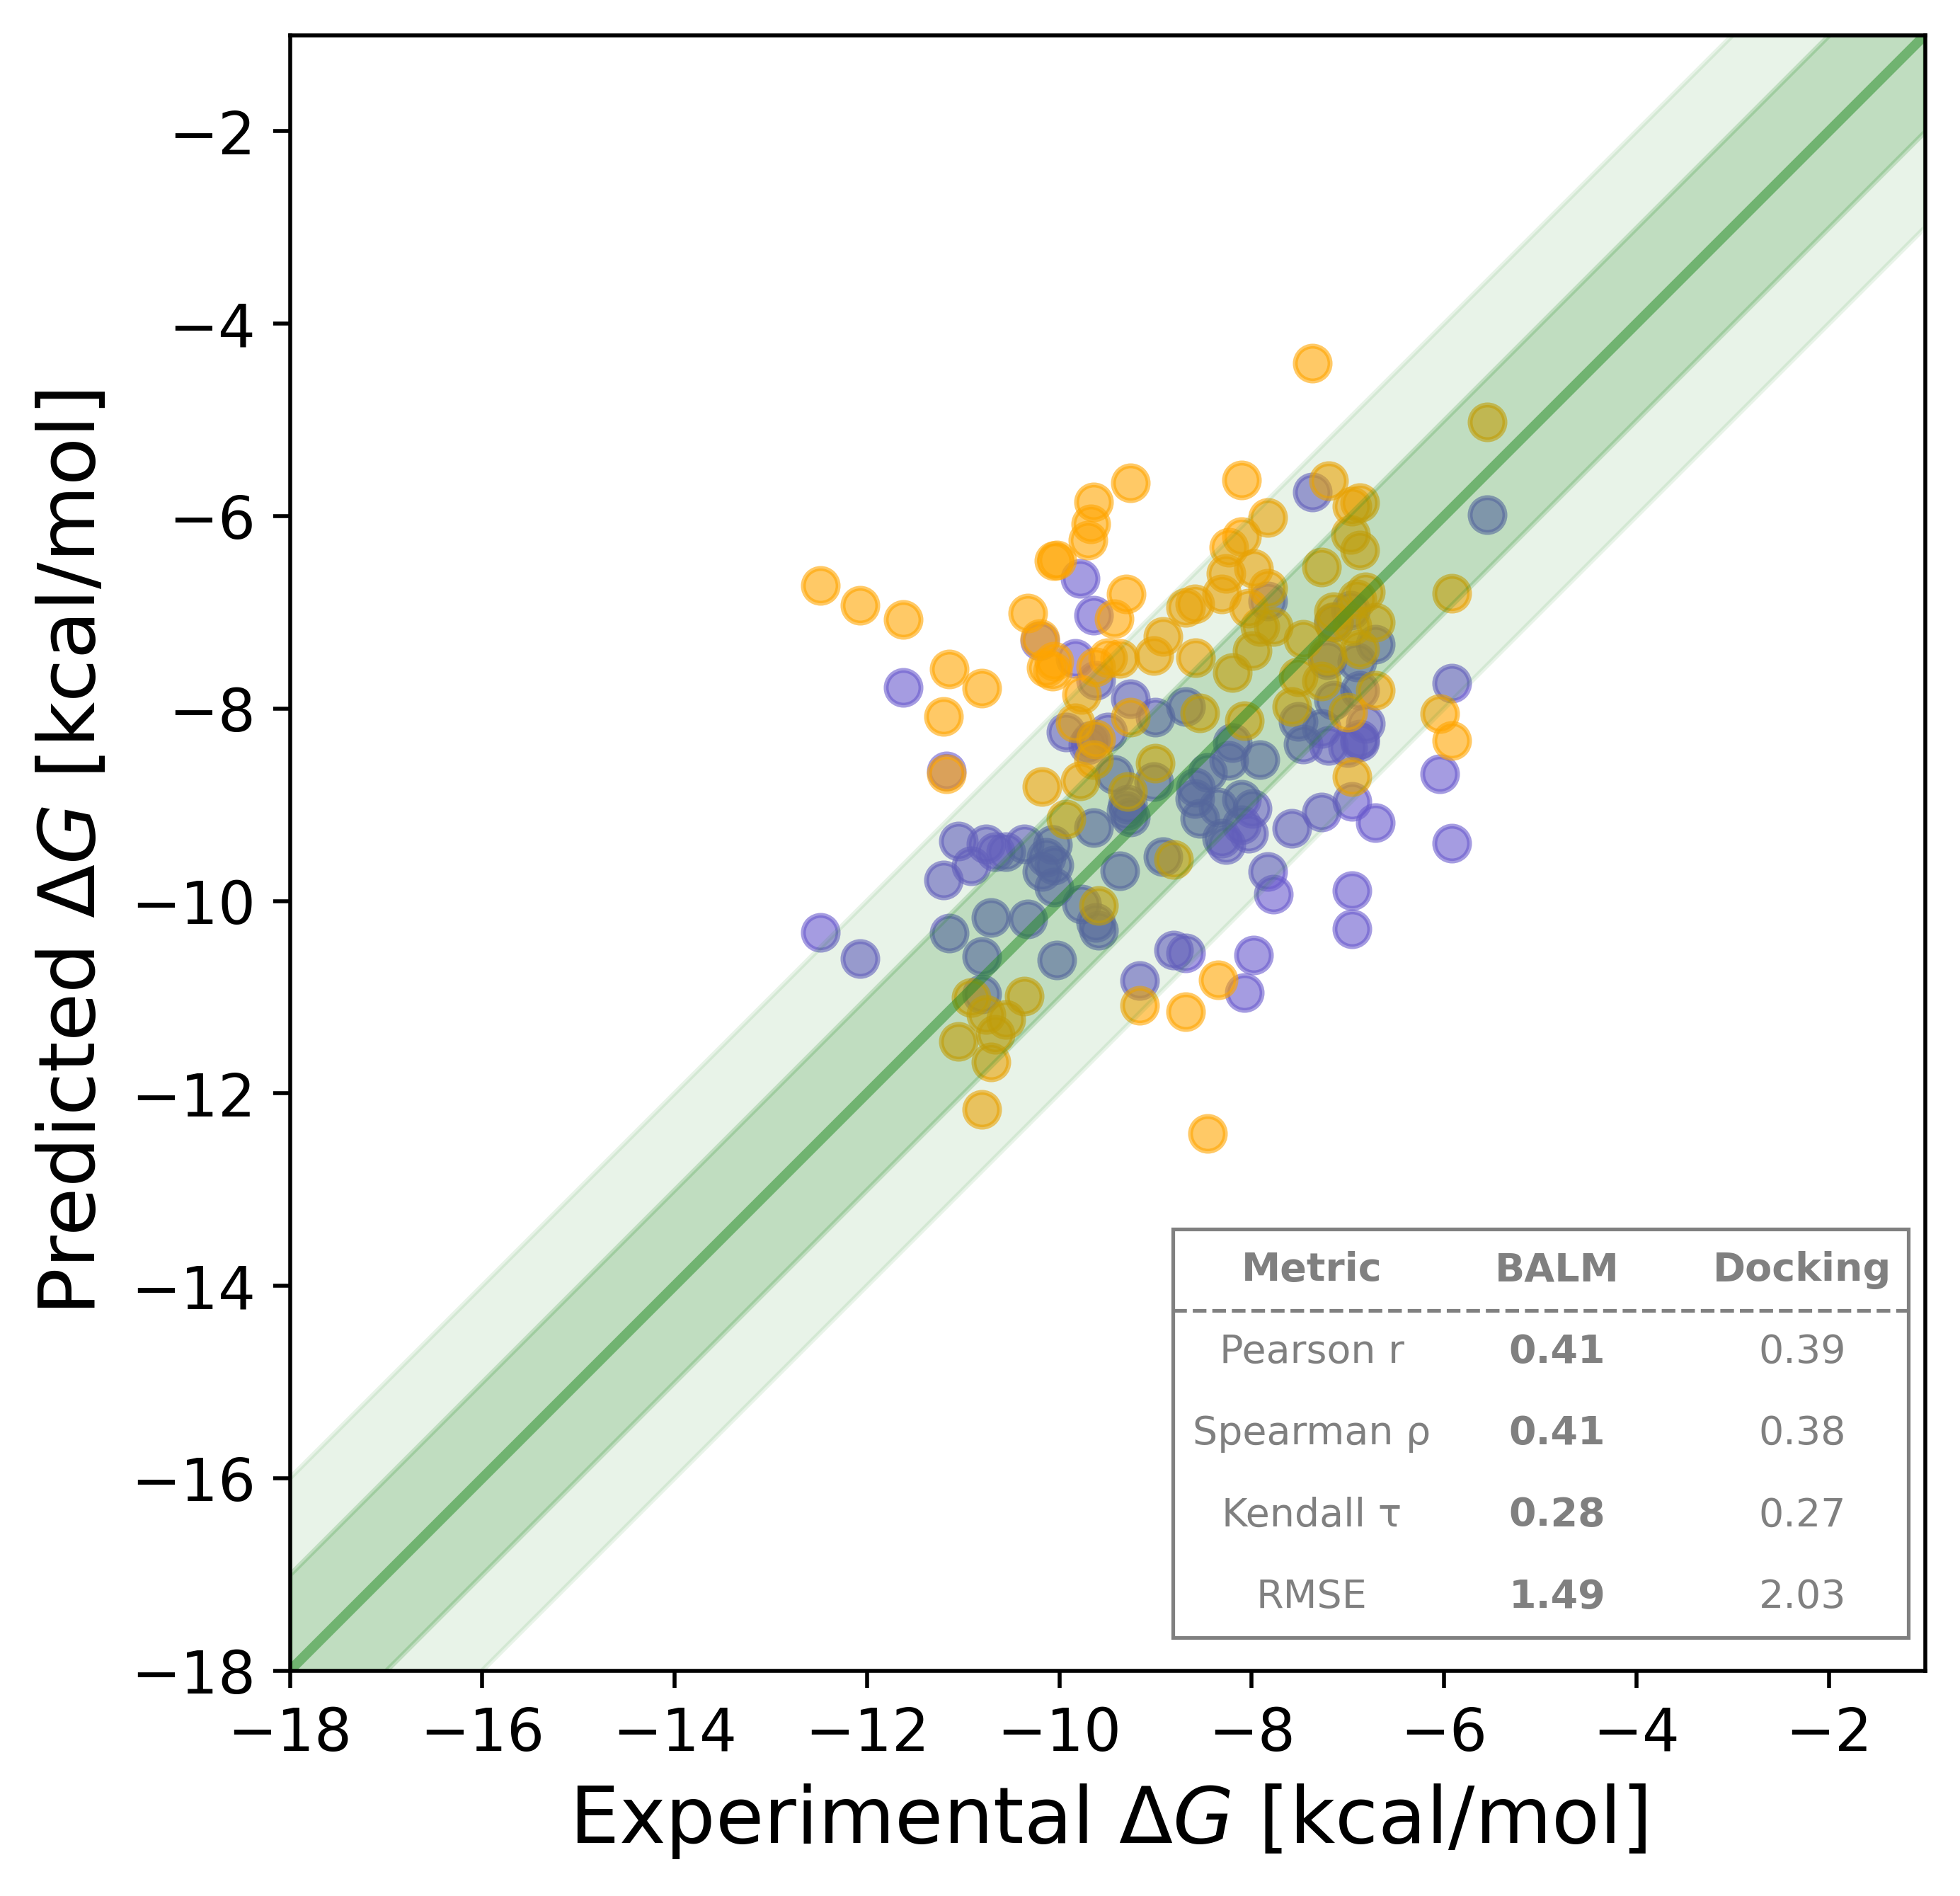 Predicted ΔG [kcal/mol]
−2
−4
−6
−8
−10
−12
−14
−16
−18
Metric BALM Docking
Pearson r 0.41 0.39
Spearman ρ 0.41 0.38
Kendall τ 0.28 0.27
RMSE 1.49 2.03
−18 −16 −14 −12 −10 −8 −6 −4 −2
Experimental ΔG [kcal/mol]